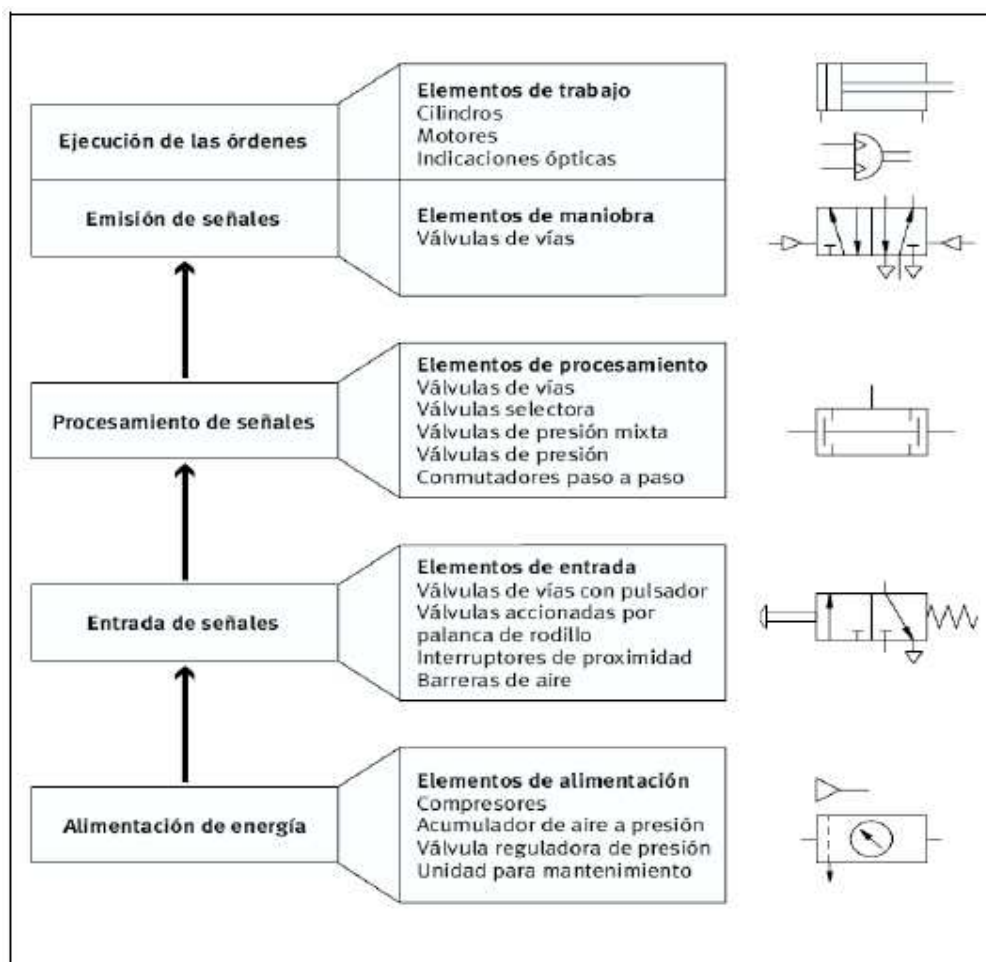 Ejecución de las órdenes
Elementos de trabajo
Cilindros
Motores
Indicaciones ópticas
Emisión de señales
Elementos de maniobra
Válvulas de vías
Procesamiento de señales
Elementos de procesamiento
Válvulas de vías
Válvulas selectora
Válvulas de presión mixta
Válvulas de presión
Conmutadores paso a paso
Entrada de señales
Elementos de entrada
Válvulas de vías con pulsador
Válvulas accionadas por
palanca de rodillo
Interruptores de proximidad
Barreras de aire
Alimentación de energía
Elementos de alimentación
Compresores
Acumulador de aire a presión
Válvula reguladora de presión
Unidad para mantenimiento